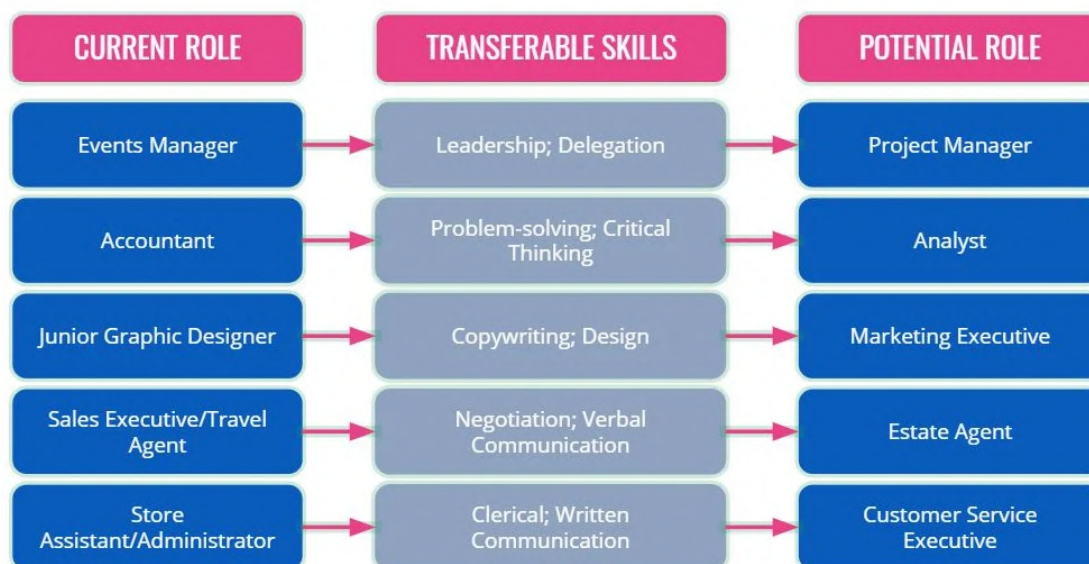 CURRENT ROLE
TRANSFERABLE SKILLS
POTENTIAL ROLE
Events Manager
Leadership; Delegation
Project Manager
Accountant
Problem-solving; Critical
Thinking
Analyst
Junior Graphic Designer
Copywriting; Design
Marketing Executive
Sales Executive/Travel
Agent
Negotiation; Verbal
Communication
Estate Agent
Store
Assistant/Administrator
Clerical; Written
Communication
Customer Service
Executive